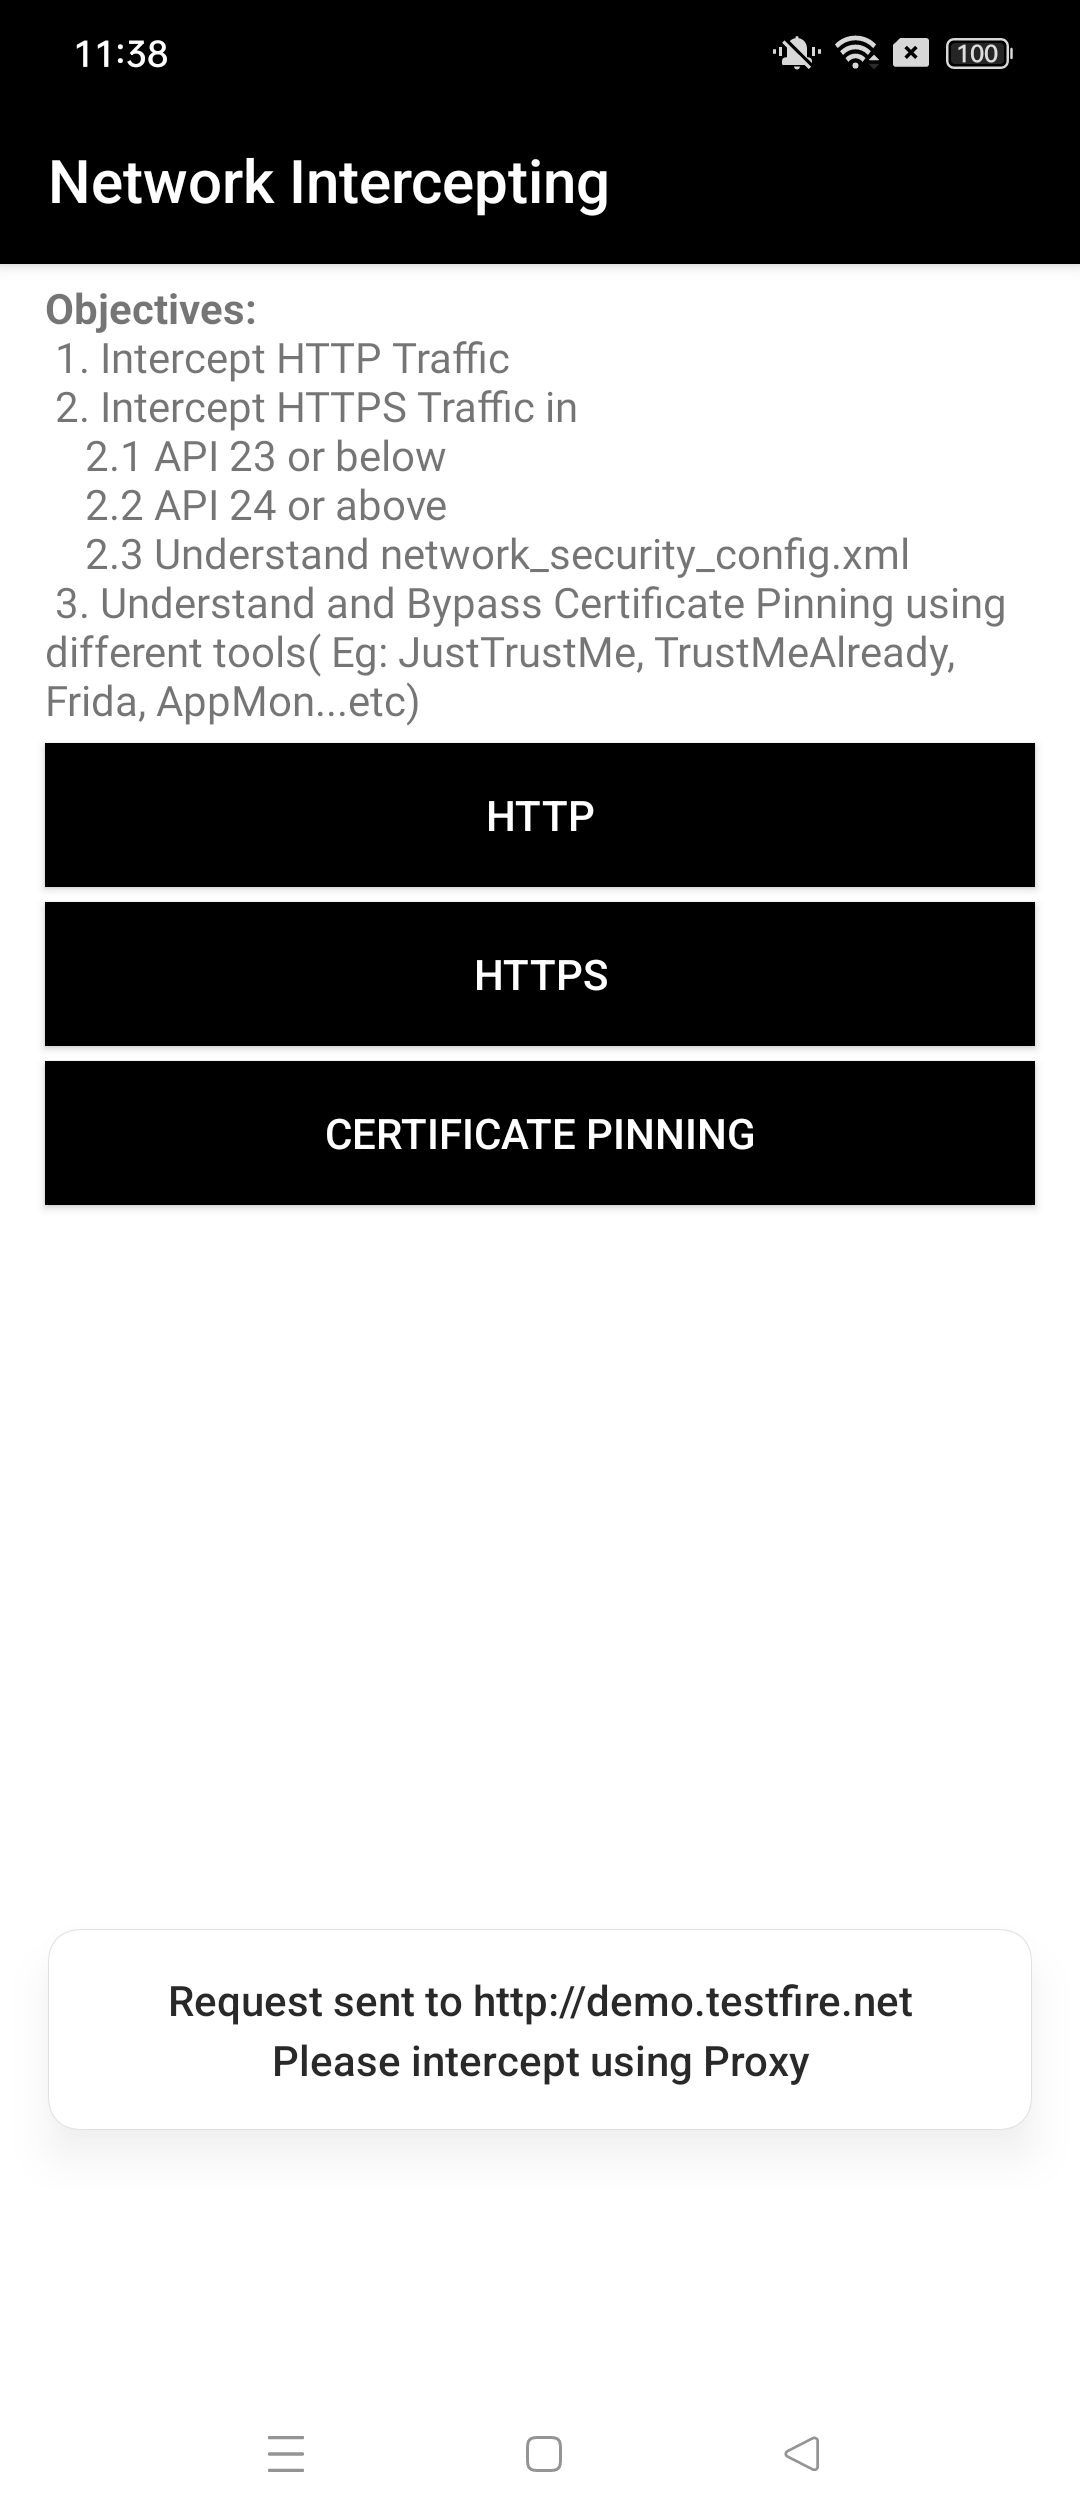 11:38
100
Network Intercepting
Objectives:
1. Intercept HTTP Traffic
2. Intercept HTTPS Traffic in
2.1 API 23 or below
2.2 API 24 or above
2.3 Understand network_security_config.xml
3. Understand and Bypass Certificate Pinning using
different tools( Eg: JustTrustMe, TrustMeAlready,
Frida, AppMon...etc)
HTTP
HTTPS
CERTIFICATE PINNING
Request sent to http://demo.testfire.net
Please intercept using Proxy